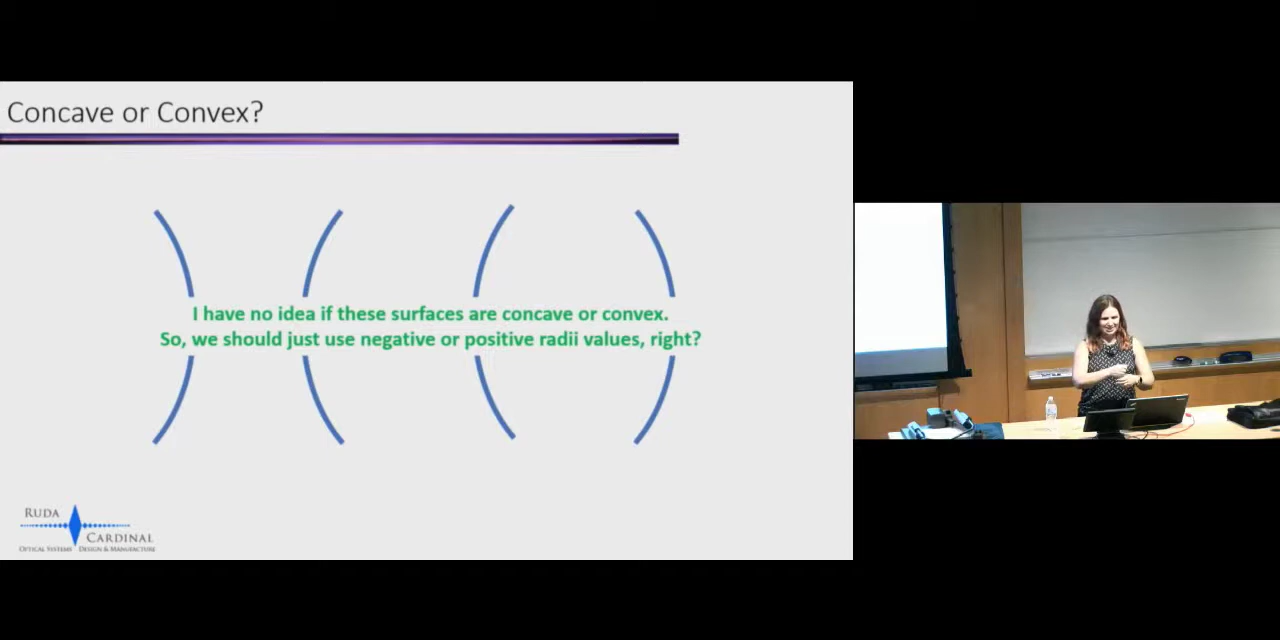 Concave or Convex?
I have no idea if these surfaces are concave or convex.
So, we should just use negative or positive radii values, right?
RUDA
CARDINAL
OPTICAL SYSTEMS DESIGN & MANUFACTURE